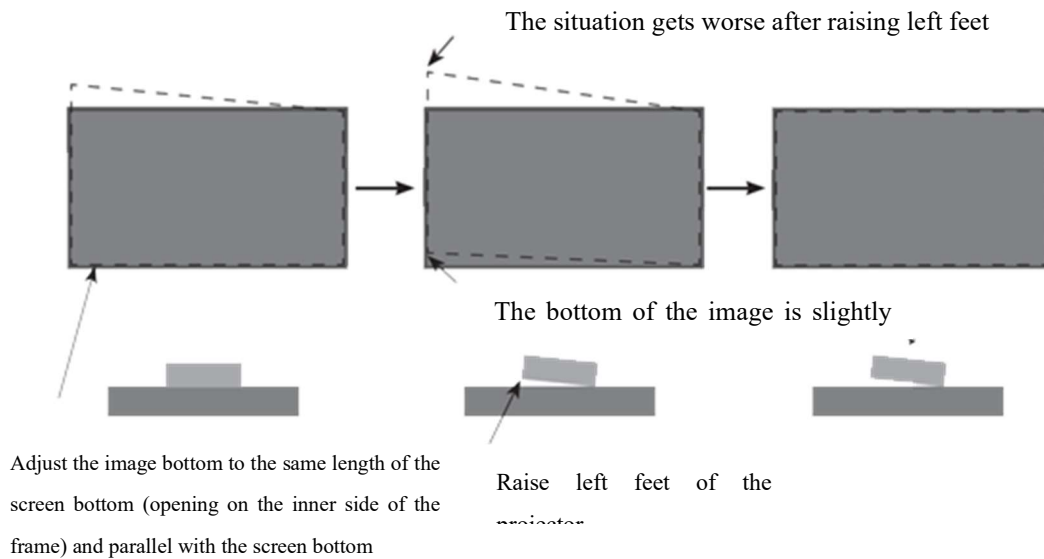 The situation gets worse after raising left feet
The bottom of the image is slightly
Adjust the image bottom to the same length of the
screen bottom (opening on the inner side of the
frame) and parallel with the screen bottom
Raise left feet of the
projector